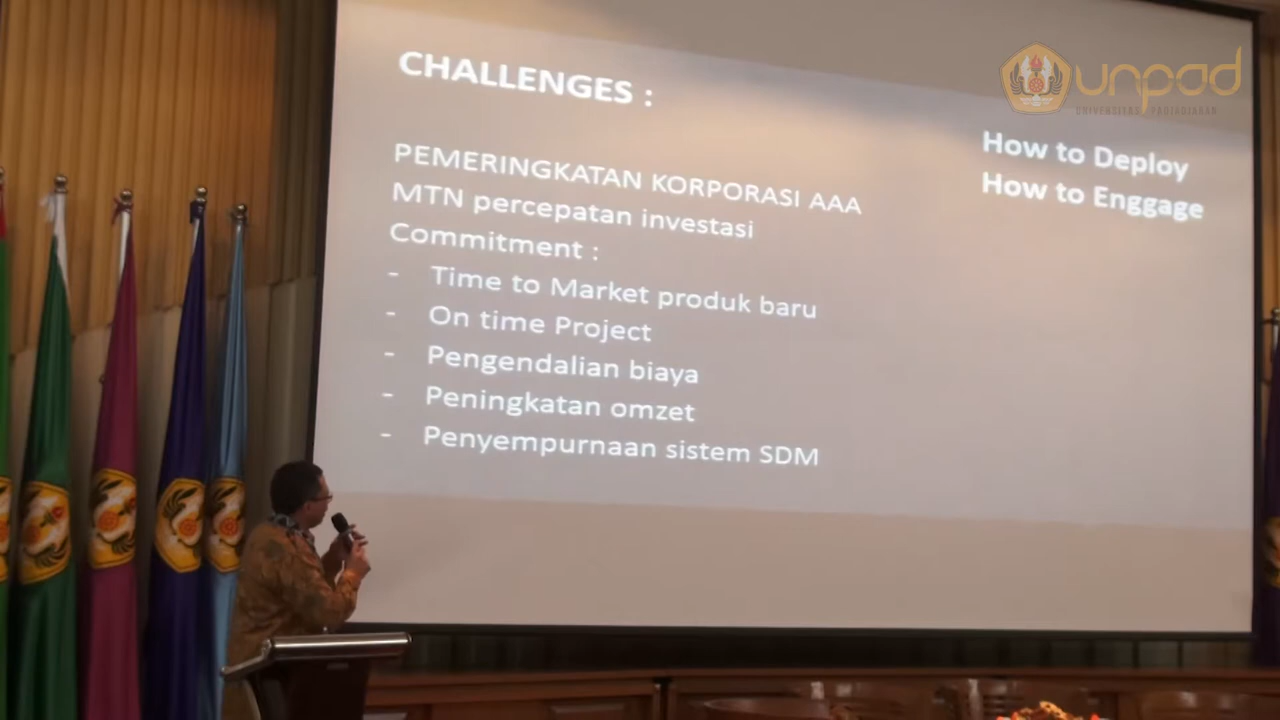 CHALLENGES :
PEMERINGKATAN KORPORASI AAA
MTN percepatan investasi
Commitment :
- Time to Market produk baru
- On time Project
- Pengendalian biaya
- Peningkatan omzet
- Penyempurnaan sistem SDM
How to Deploy
How to Enggage
unpad
UNIVERSITAS PADJADJARAN